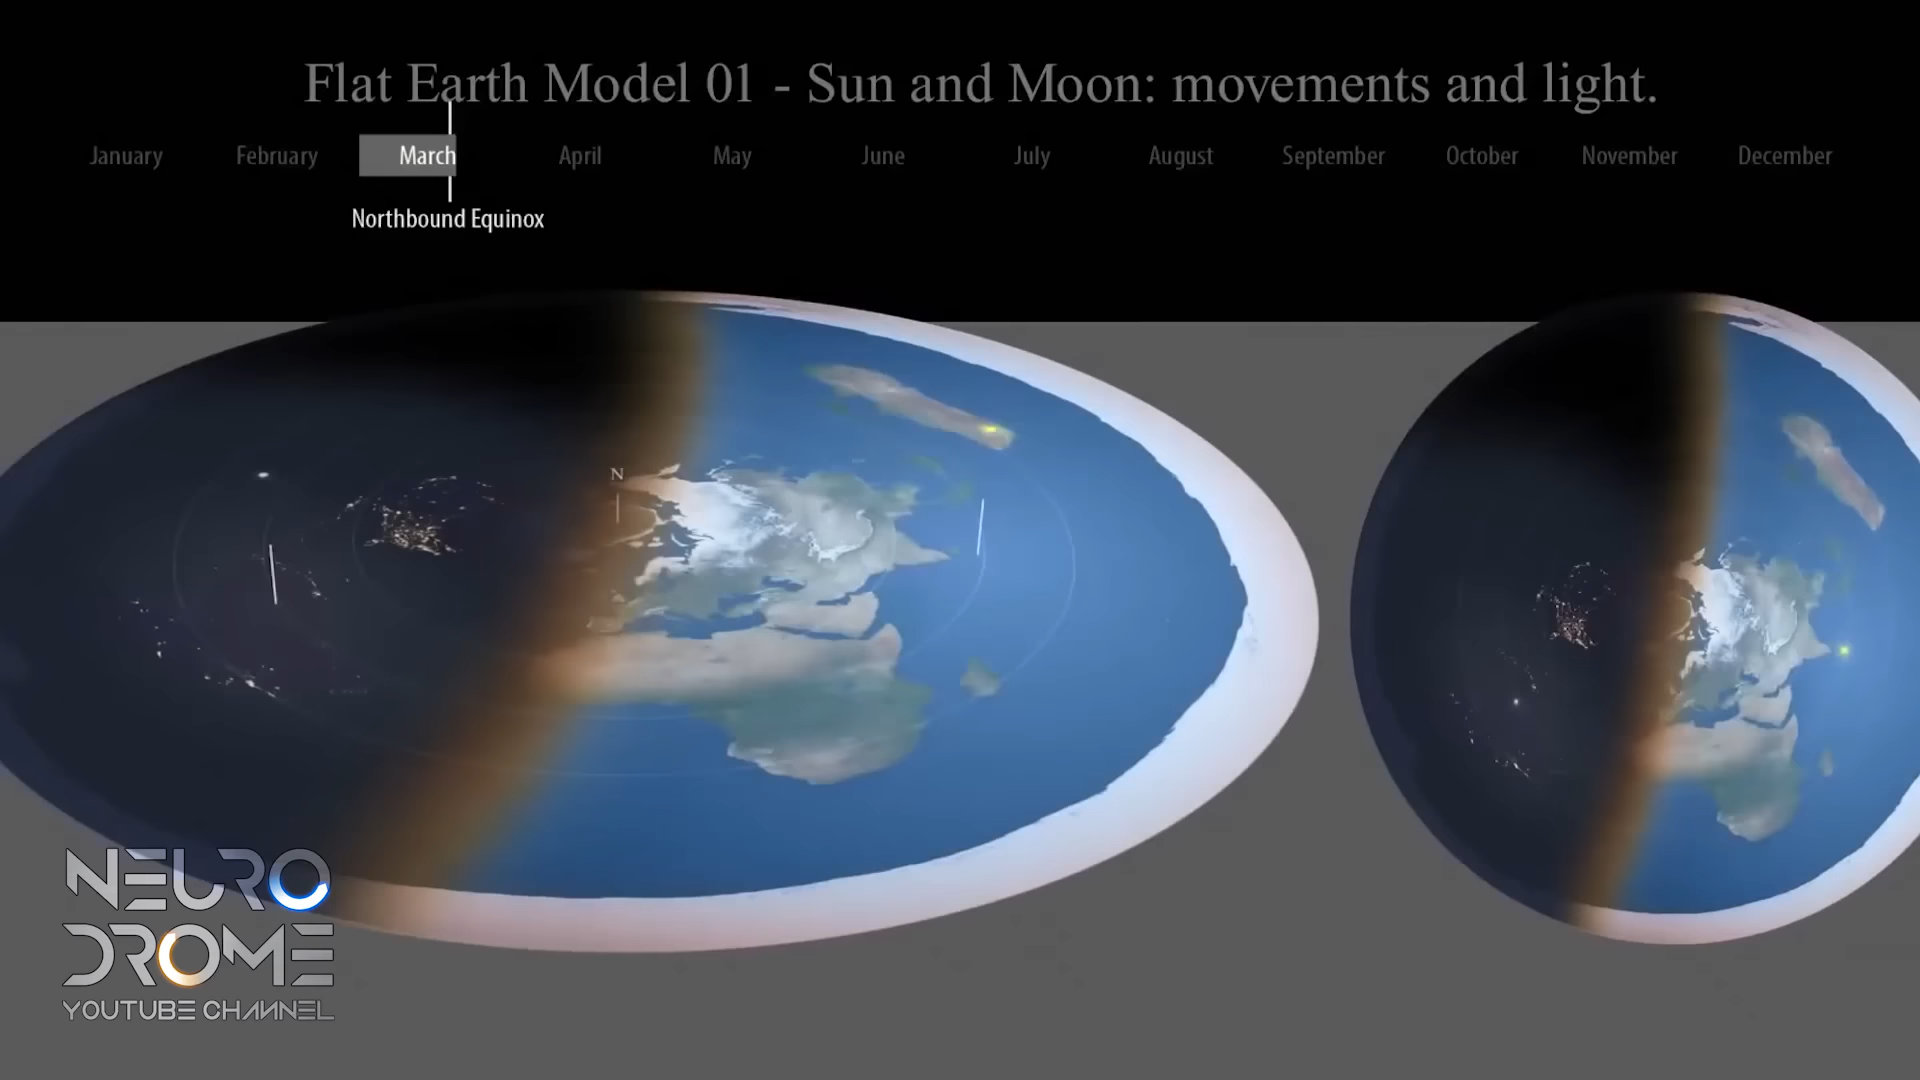 Flat Earth Model 01 - Sun and Moon: movements and light.
January February March April May June July August September October November December
Northbound Equinox
N
NEURO
DROME
YOUTUBE CHANNEL